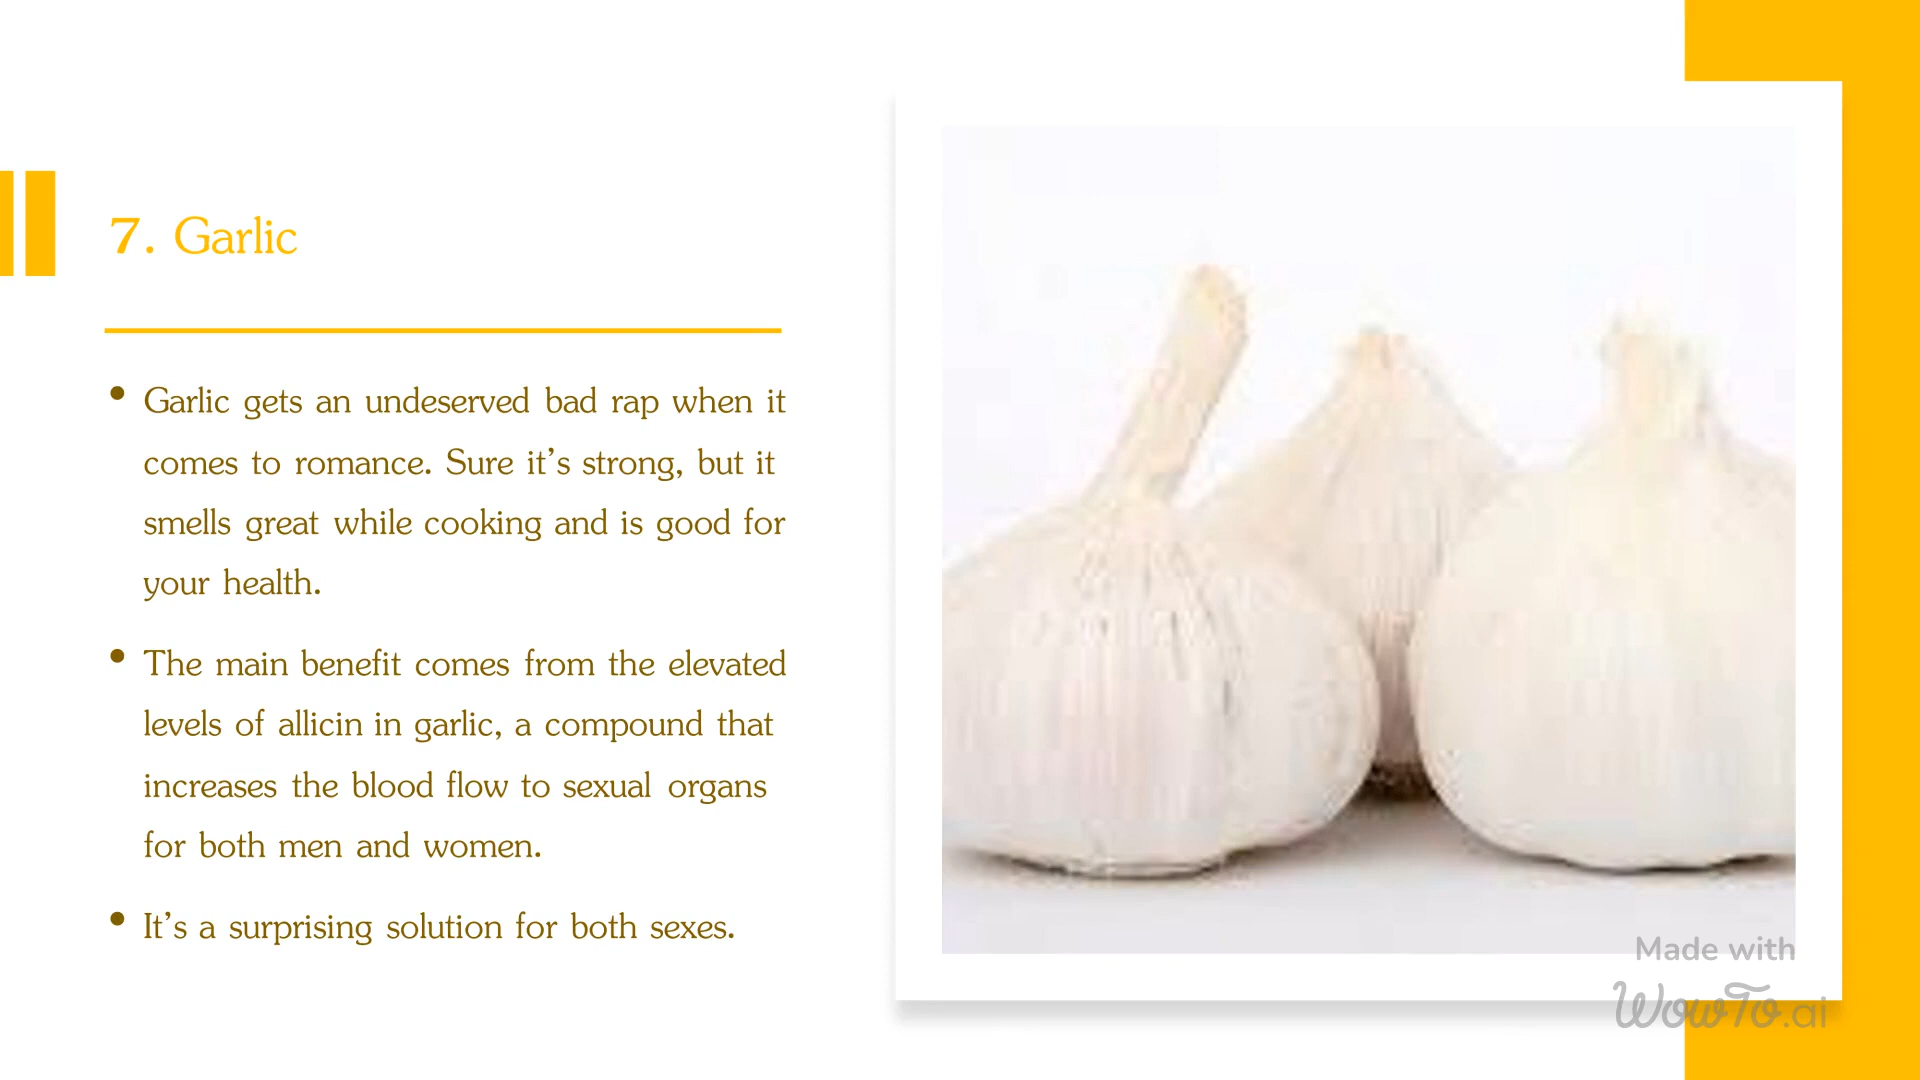 7. Garlic
• Garlic gets an undeserved bad rap when it
comes to romance. Sure it’s strong, but it
smells great while cooking and is good for
your health.
• The main benefit comes from the elevated
levels of allicin in garlic, a compound that
increases the blood flow to sexual organs
for both men and women.
• It’s a surprising solution for both sexes.
Made with
WowTo.ai